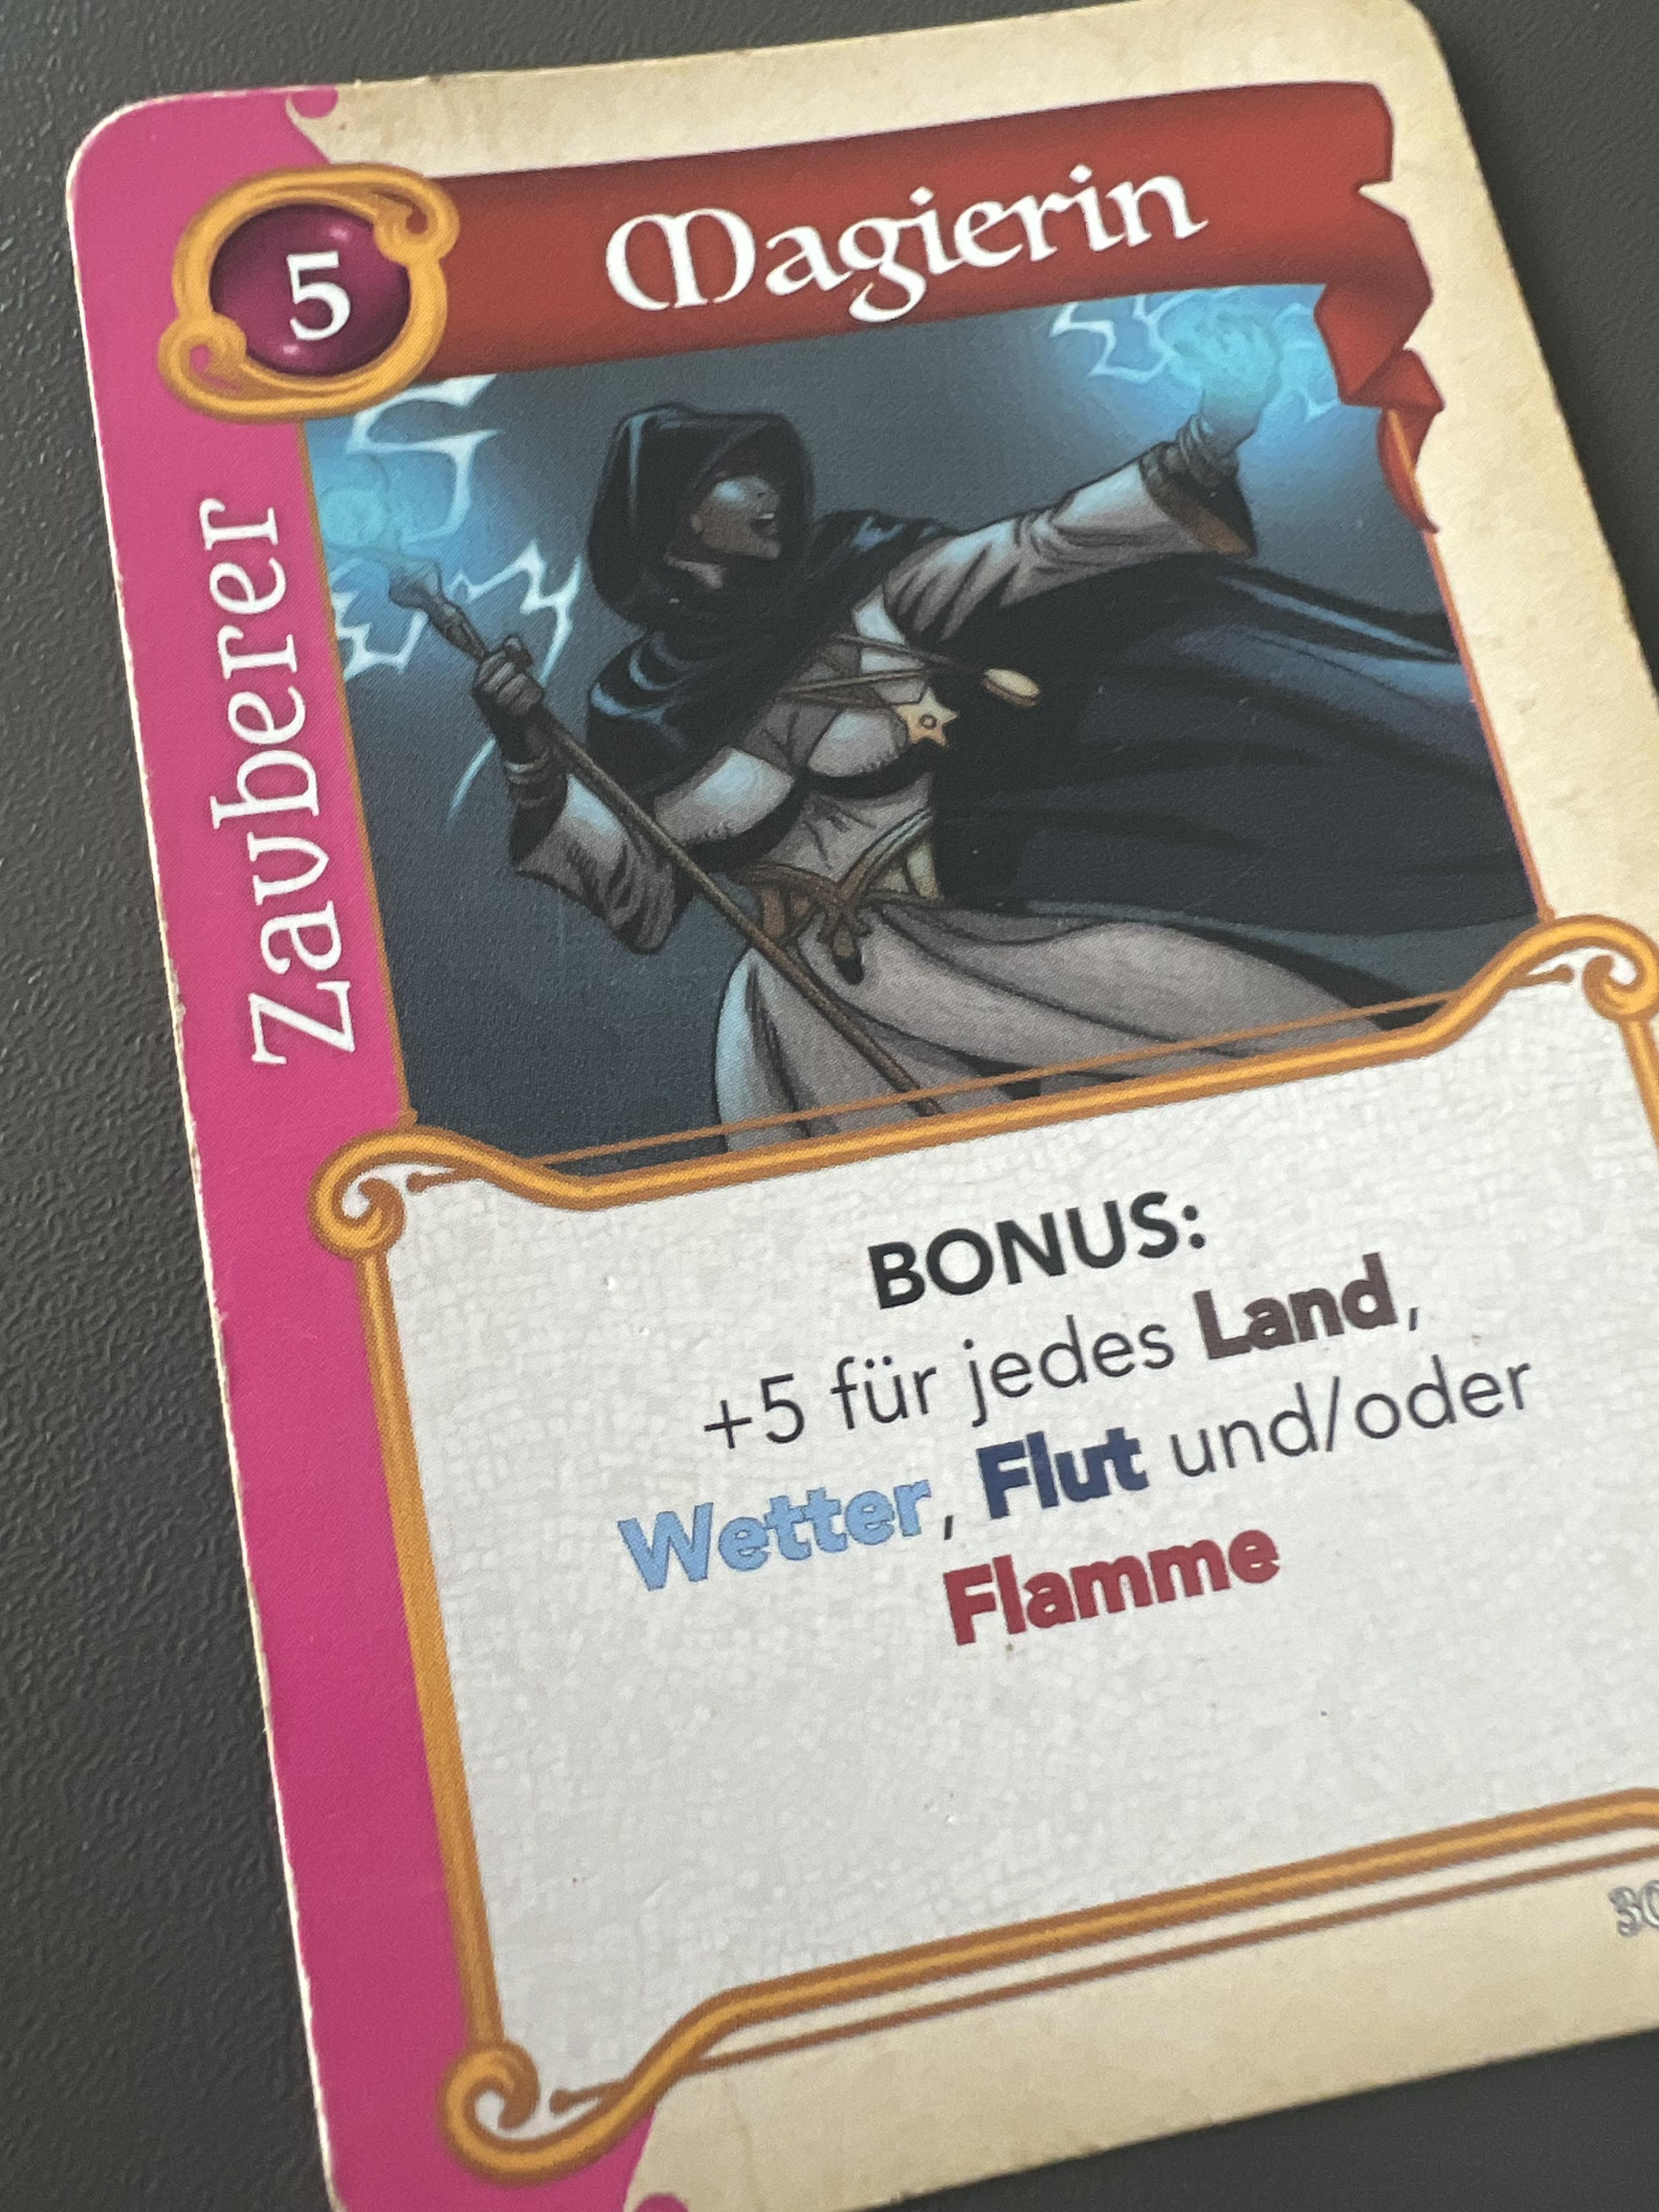 5
Magierin
Zauberer
BONUS:
+5 für jedes Land,
Wetter, Flut und/oder
Flamme